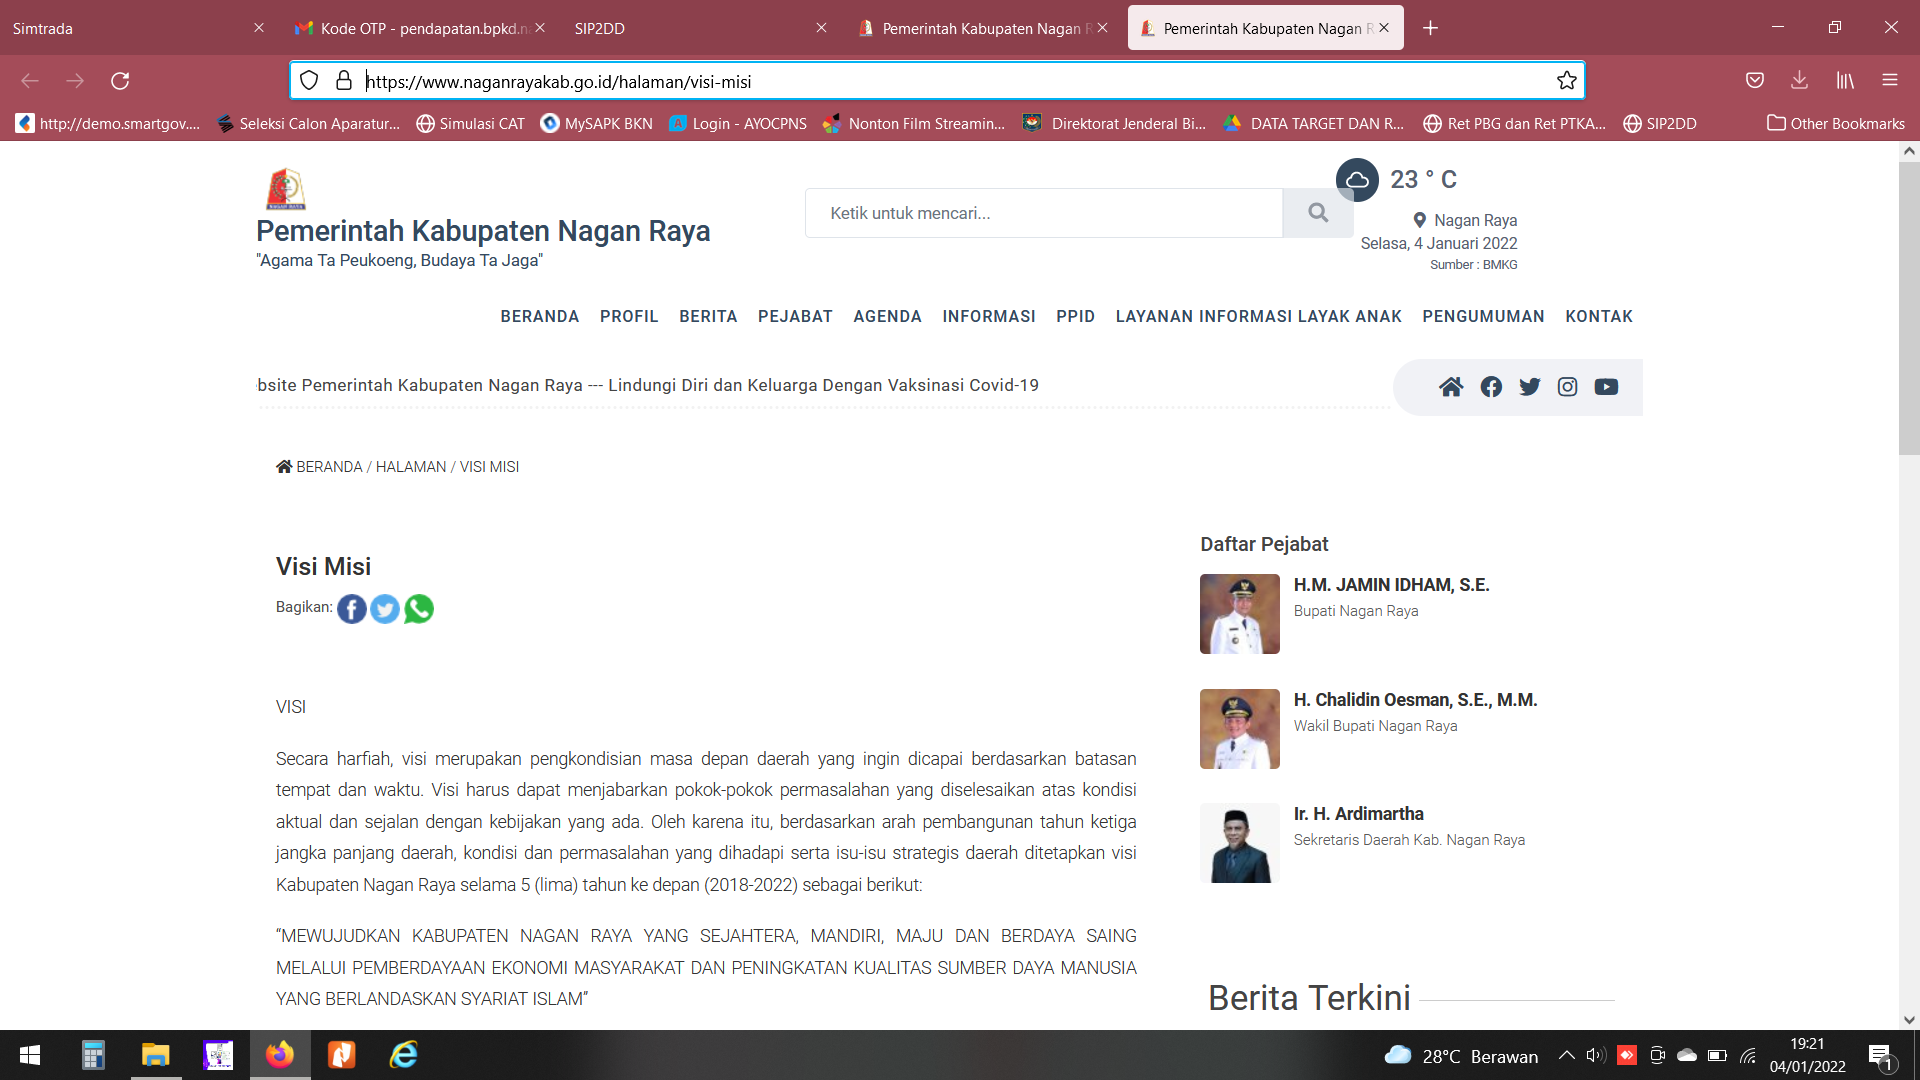 Simtrada
Kode OTP - pendapatan.bpkd.n
SIP2DD
Pemerintah Kabupaten Nagan R
Pemerintah Kabupaten Nagan R
https://www.naganrayakab.go.id/halaman/visi-misi
http://demo.smartgov....
Seleksi Calon Aparatur...
Simulasi CAT
MySAPK BKN
Login - AYOCPNS
Nonton Film Streamin...
Direktorat Jenderal Bi...
DATA TARGET DAN R...
Ret PBG dan Ret PTKA...
SIP2DD
Other Bookmarks
NAGAN RAYA
Pemerintah Kabupaten Nagan Raya
"Agama Ta Peukoeng, Budaya Ta Jaga"
Ketik untuk mencari...
23 ° C
Nagan Raya
Selasa, 4 Januari 2022
Sumber : BMKG
BERANDA PROFIL BERITA PEJABAT AGENDA INFORMASI PPID LAYANAN INFORMASI LAYAK ANAK PENGUMUMAN KONTAK
bsite Pemerintah Kabupaten Nagan Raya --- Lindungi Diri dan Keluarga Dengan Vaksinasi Covid-19
BERANDA / HALAMAN / VISI MISI
Visi Misi
Bagikan:
VISI
Secara harfiah, visi merupakan pengkondisian masa depan daerah yang ingin dicapai berdasarkan batasan
tempat dan waktu. Visi harus dapat menjabarkan pokok-pokok permasalahan yang diselesaikan atas kondisi
aktual dan sejalan dengan kebijakan yang ada. Oleh karena itu, berdasarkan arah pembangunan tahun ketiga
jangka panjang daerah, kondisi dan permasalahan yang dihadapi serta isu-isu strategis daerah ditetapkan visi
Kabupaten Nagan Raya selama 5 (lima) tahun ke depan (2018-2022) sebagai berikut:
“MEWUJUDKAN KABUPATEN NAGAN RAYA YANG SEJAHTERA, MANDIRI, MAJU DAN BERDAYA SAING
MELALUI PEMBERDAYAAN EKONOMI MASYARAKAT DAN PENINGKATAN KUALITAS SUMBER DAYA MANUSIA
YANG BERLANDASKAN SYARIAT ISLAM”
Daftar Pejabat
H.M. JAMIN IDHAM, S.E.
Bupati Nagan Raya
H. Chalidin Oesman, S.E., M.M.
Wakil Bupati Nagan Raya
Ir. H. Ardimartha
Sekretaris Daerah Kab. Nagan Raya
Berita Terkini
28°C Berawan
19:21
04/01/2022
1